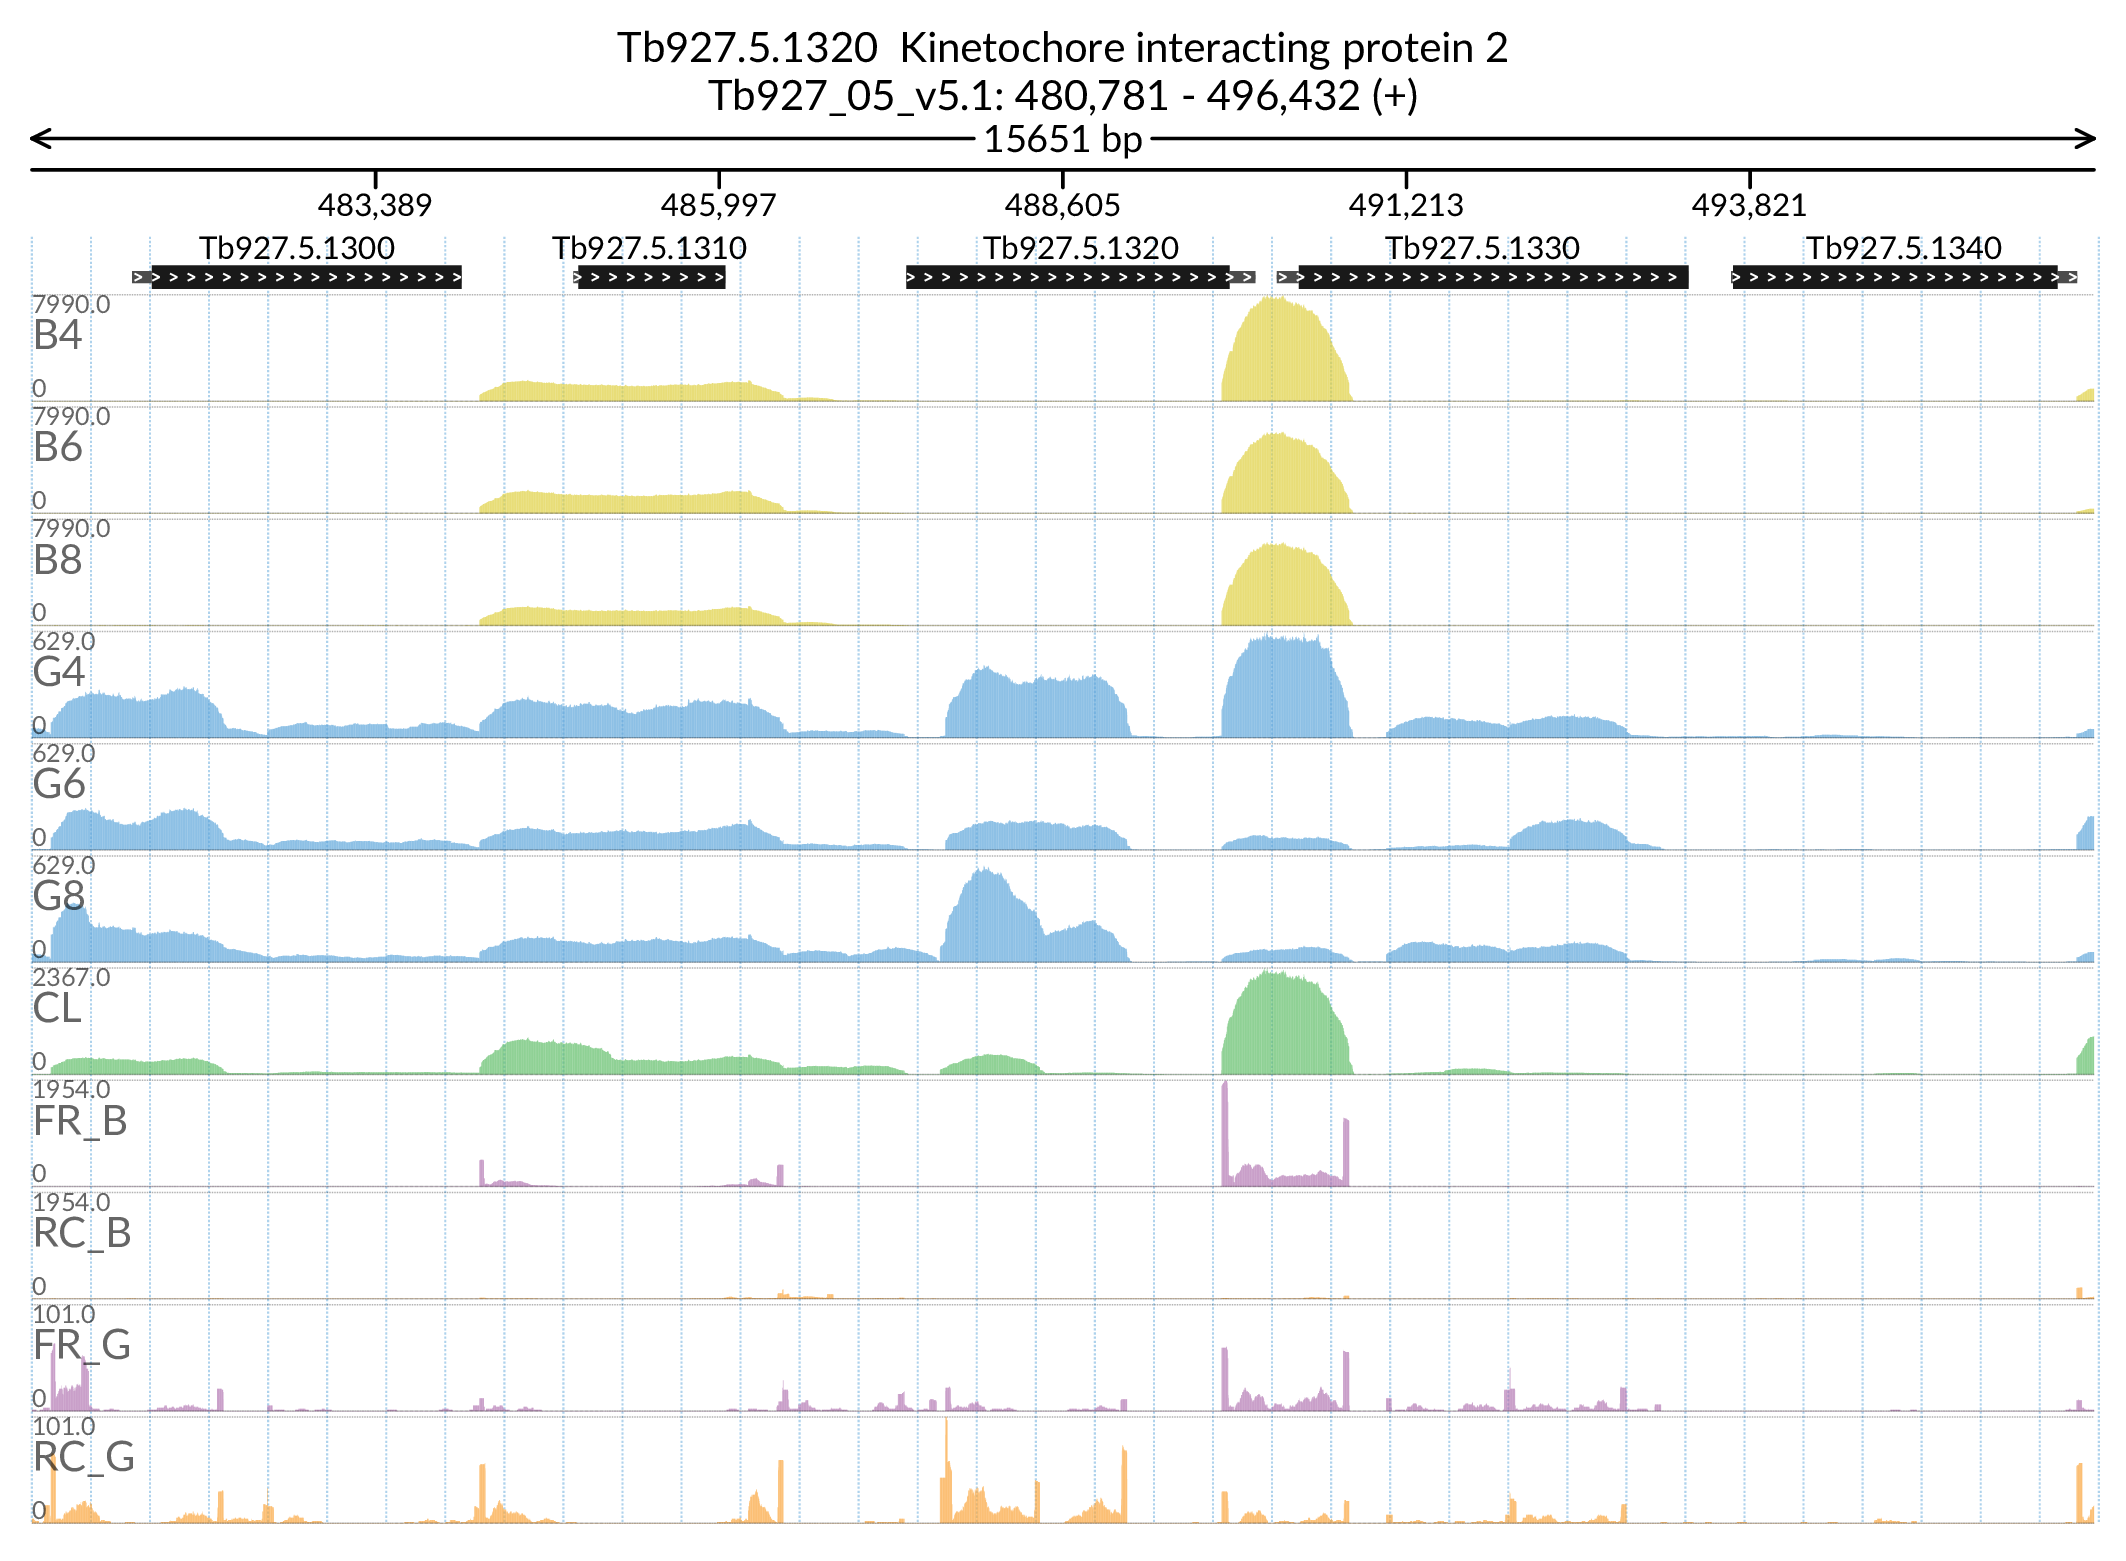 Tb927.5.1320  Kinetochore interacting protein 2
Tb927_05_v5.1: 480,781 - 496,432 (+)
15651 bp
483,389 485,997 488,605 491,213 493,821
Tb927.5.1300 Tb927.5.1310 Tb927.5.1320 Tb927.5.1330 Tb927.5.1340
7990.0
B4
0
7990.0
B6
0
7990.0
B8
0
629.0
G4
0
629.0
G6
0
629.0
G8
0
2367.0
CL
0
1954.0
FR_B
0
1954.0
RC_B
0
101.0
FR_G
0
101.0
RC_G
0